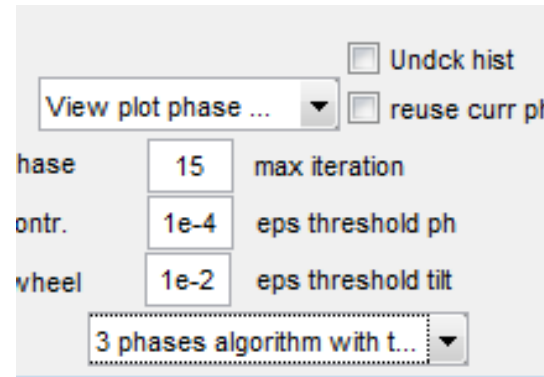 Undck hist
View plot phase ... reuse curr ph
hase 15 max iteration
ontr. 1e-4 eps threshold ph
wheel 1e-2 eps threshold tilt
3 phases algorithm with t...